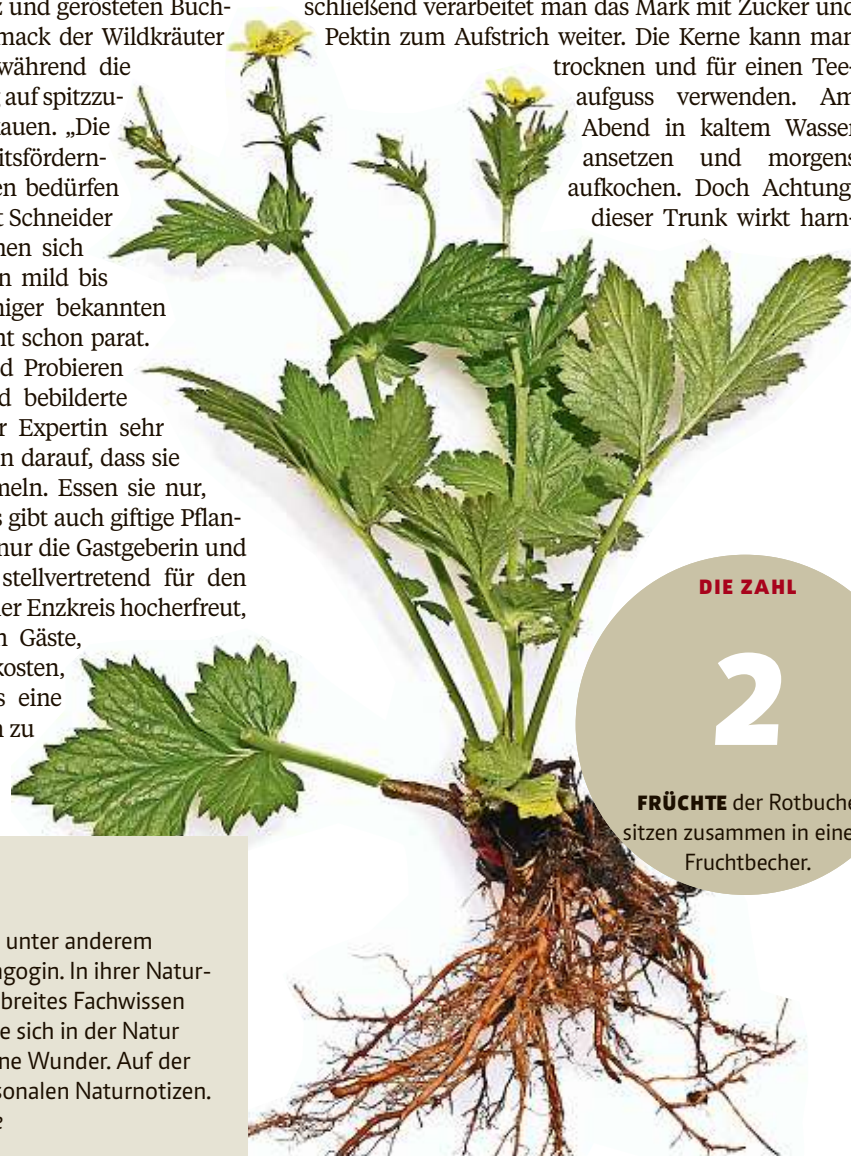 z und gerösteten Buch-
mack der Wildkräuter
während die
g auf spitzzu-
auen. „Die
itsfördern-
en bedürfen
t Schneider
nen sich
n mild bis
niger bekannten
nt schon parat.
d Probieren
d bebilderte
r Expertin sehr
n darauf, dass sie
meln. Essen sie nur,
s gibt auch giftige Pflan-
nur die Gastgeberin und
stellvertretend für den
er Enzkreis hocherfreut,
n Gäste,
kosten,
s eine
n zu
schließend verarbeitet man das Mark mit Zucker und
Pektin zum Aufstrich weiter. Die Kerne kann man
trocknen und für einen Tee-
aufguss verwenden. Am
Abend in kaltem Wasser
ansetzen und morgens
aufkochen. Doch Achtung
dieser Trunk wirkt harn-
DIE ZAHL
2
FRÜCHTE der Rotbuche
sitzen zusammen in eine
Fruchtbecher.
unter anderem
agogin. In ihrer Natur-
breites Fachwissen
e sich in der Natur
ne Wunder. Auf der
sonalen Naturnotizen.
e